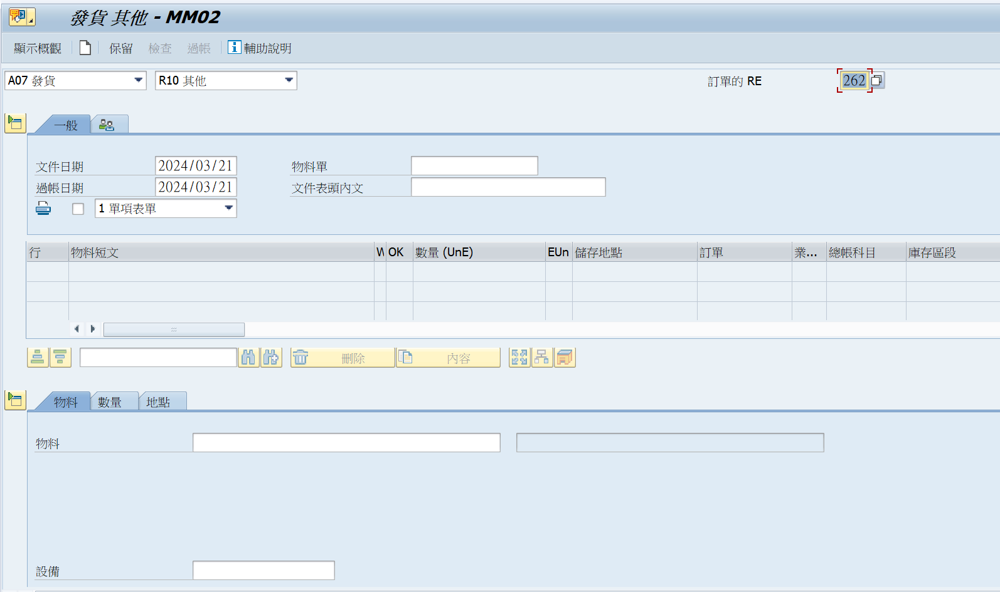 發貨 其他 - MM02
顯示概觀 保留 檢查 過帳 輔助說明
A07 發貨 R10 其他 訂單的 RE 262
一般
文件日期 2024/03/21 物料單
過帳日期 2024/03/21 文件表頭內文
1 單項表單
行 物料短文 W OK 數量 (UnE) EUn 儲存地點 訂單 業... 總帳科目 庫存區段
刪除 內容
物料 數量 地點
物料
設備